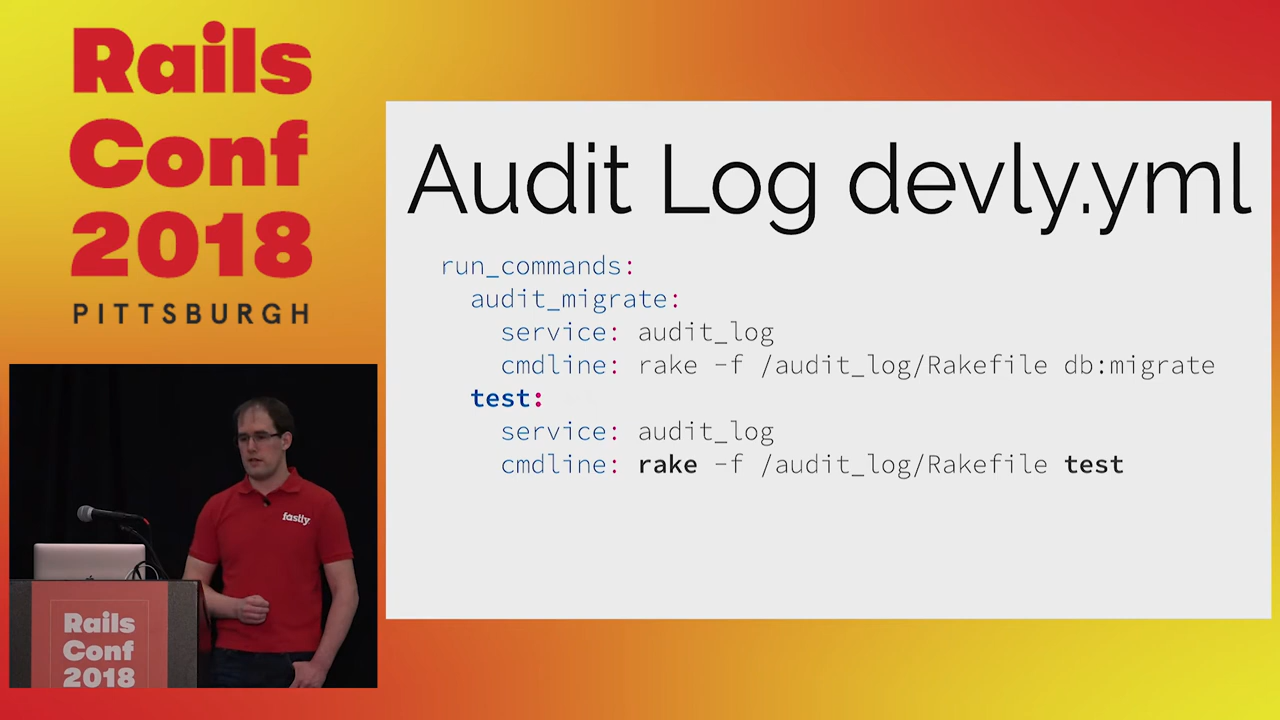 Rails
Conf
2018
PITTSBURGH
Audit Log devly.yml
run_commands:
  audit_migrate:
    service: audit_log
    cmdline: rake -f /audit_log/Rakefile db:migrate
  test:
    service: audit_log
    cmdline: rake -f /audit_log/Rakefile test
fastly
Rails
Conf
2018